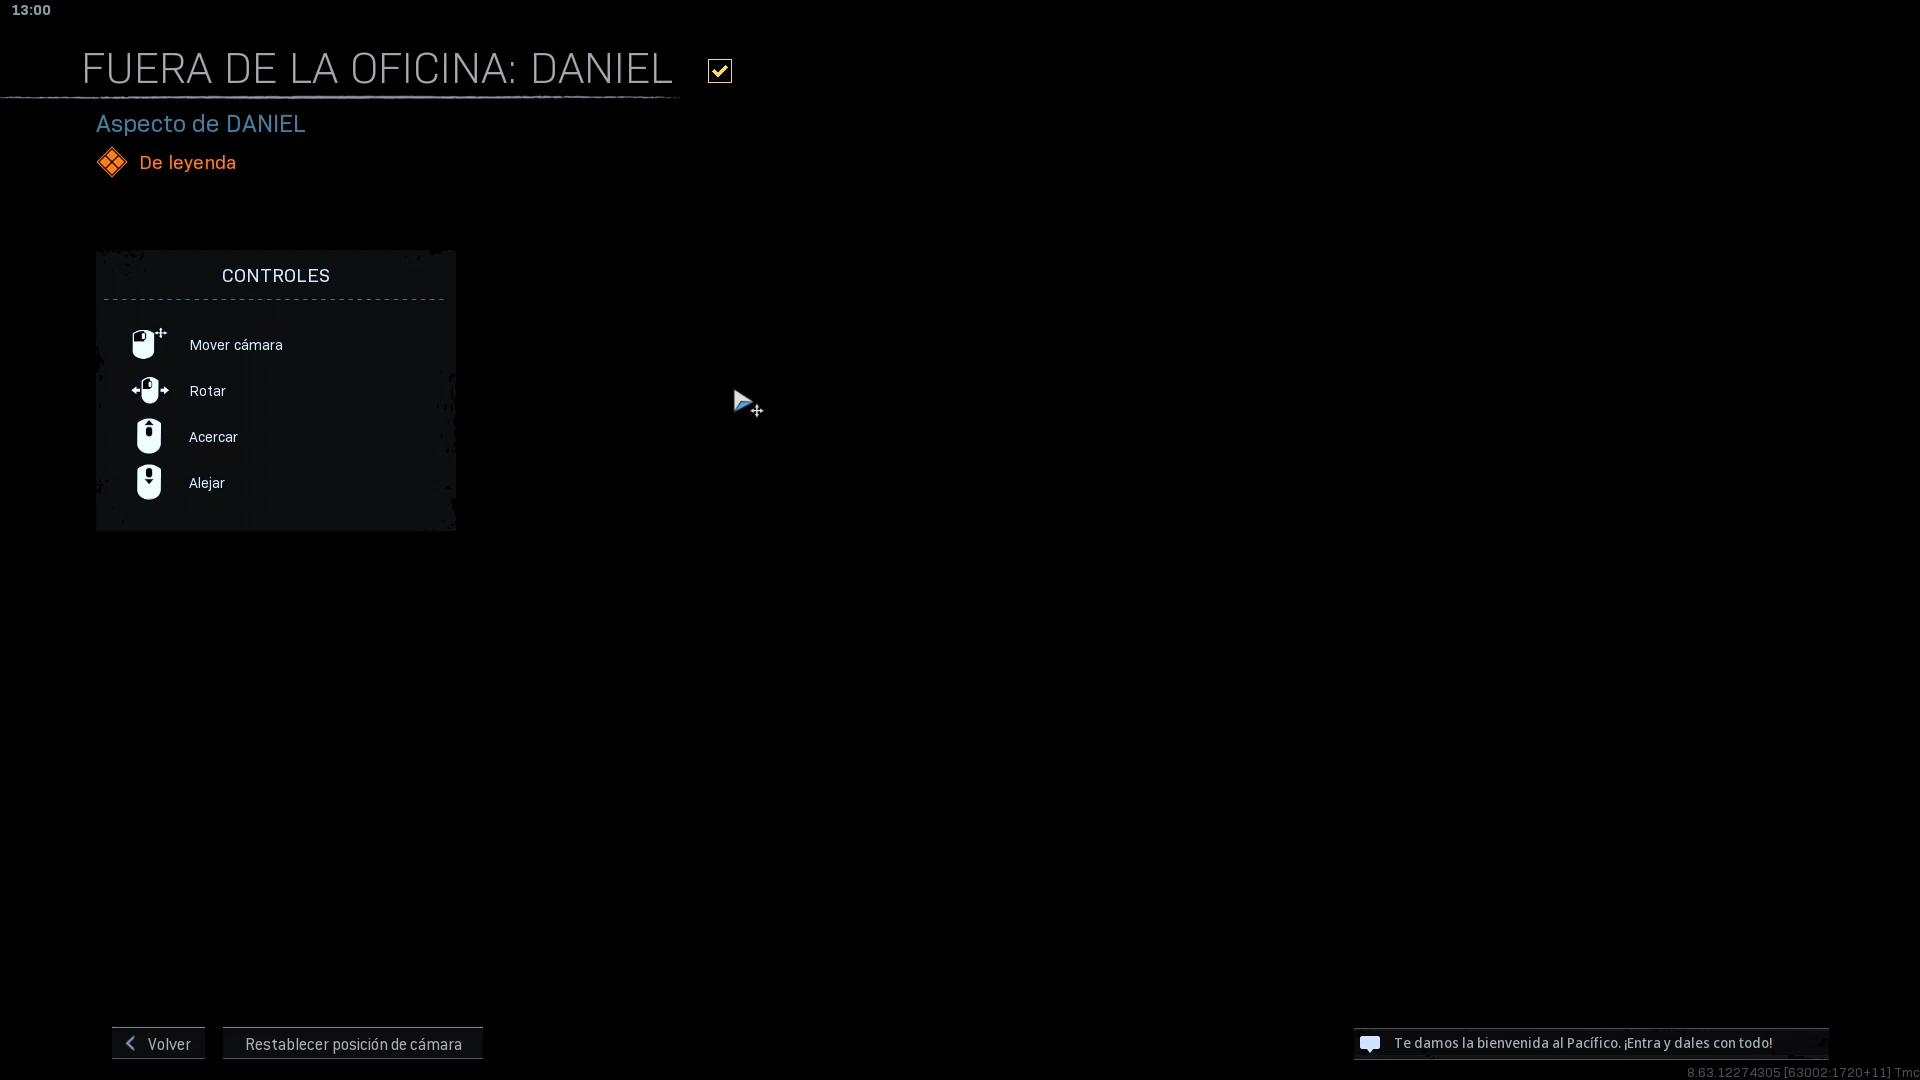 13:00
FUERA DE LA OFICINA: DANIEL
Aspecto de DANIEL
De leyenda
CONTROLES
Mover cámara
Rotar
Acercar
Alejar
Volver
Restablecer posición de cámara
Te damos la bienvenida al Pacífico. ¡Entra y dales con todo!
8.63.12274305 [63002:1720+11] Tmc